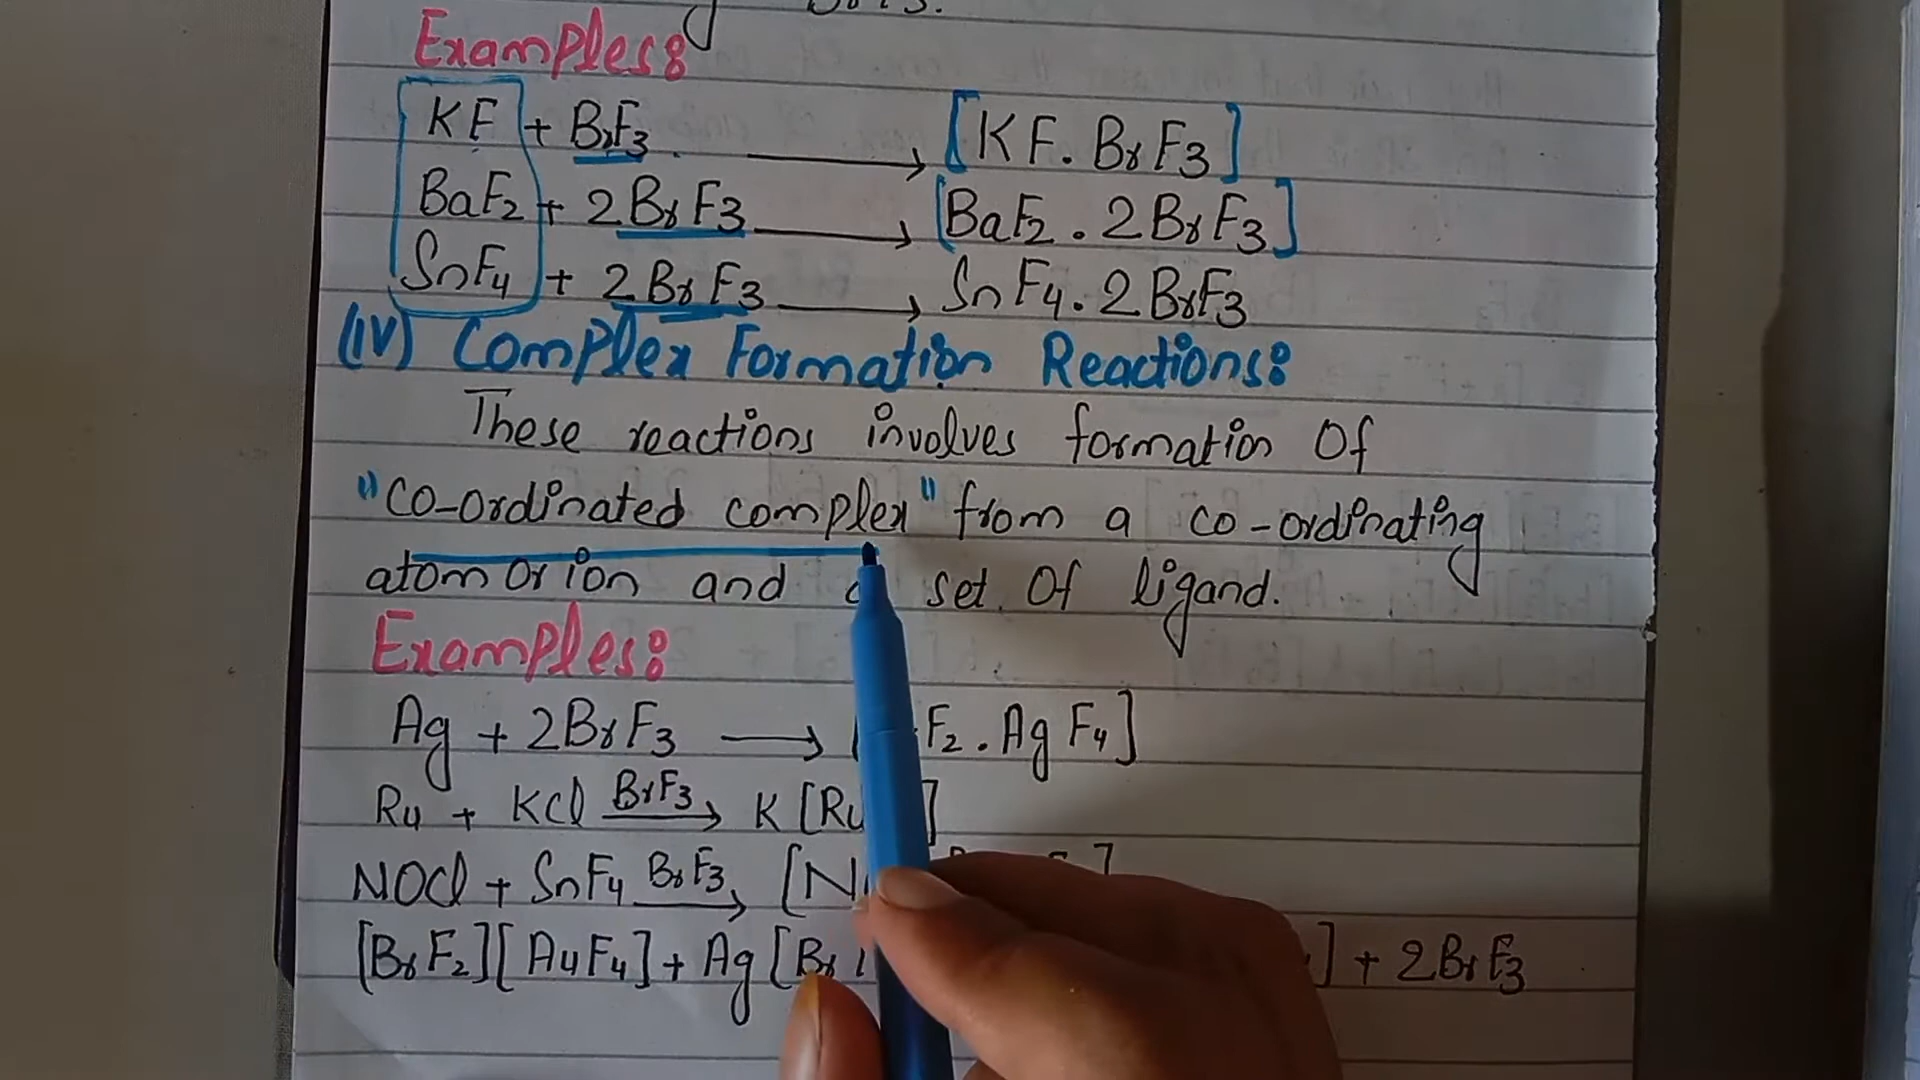 Examples:
KF + BrF3 ⟶ [KF. BrF3]
BaF2 + 2BrF3 ⟶ [BaF2 . 2BrF3]
SnF4 + 2BrF3 ⟶ SnF4. 2BrF3
(iv) Complex Formation Reactions:
These reactions involves formation Of
"co-ordinated complex" from a co-ordinating
atom or ion and set Of ligand.
Examples:
Ag + 2BrF3 ⟶ [ F2 . AgF4]
Ru + KCl BrF3⟶ K [Ru ]
NOCl + SnF4 BrF3⟶ [N ]
[BrF2][AuF4] + Ag [Br ] + 2BrF3